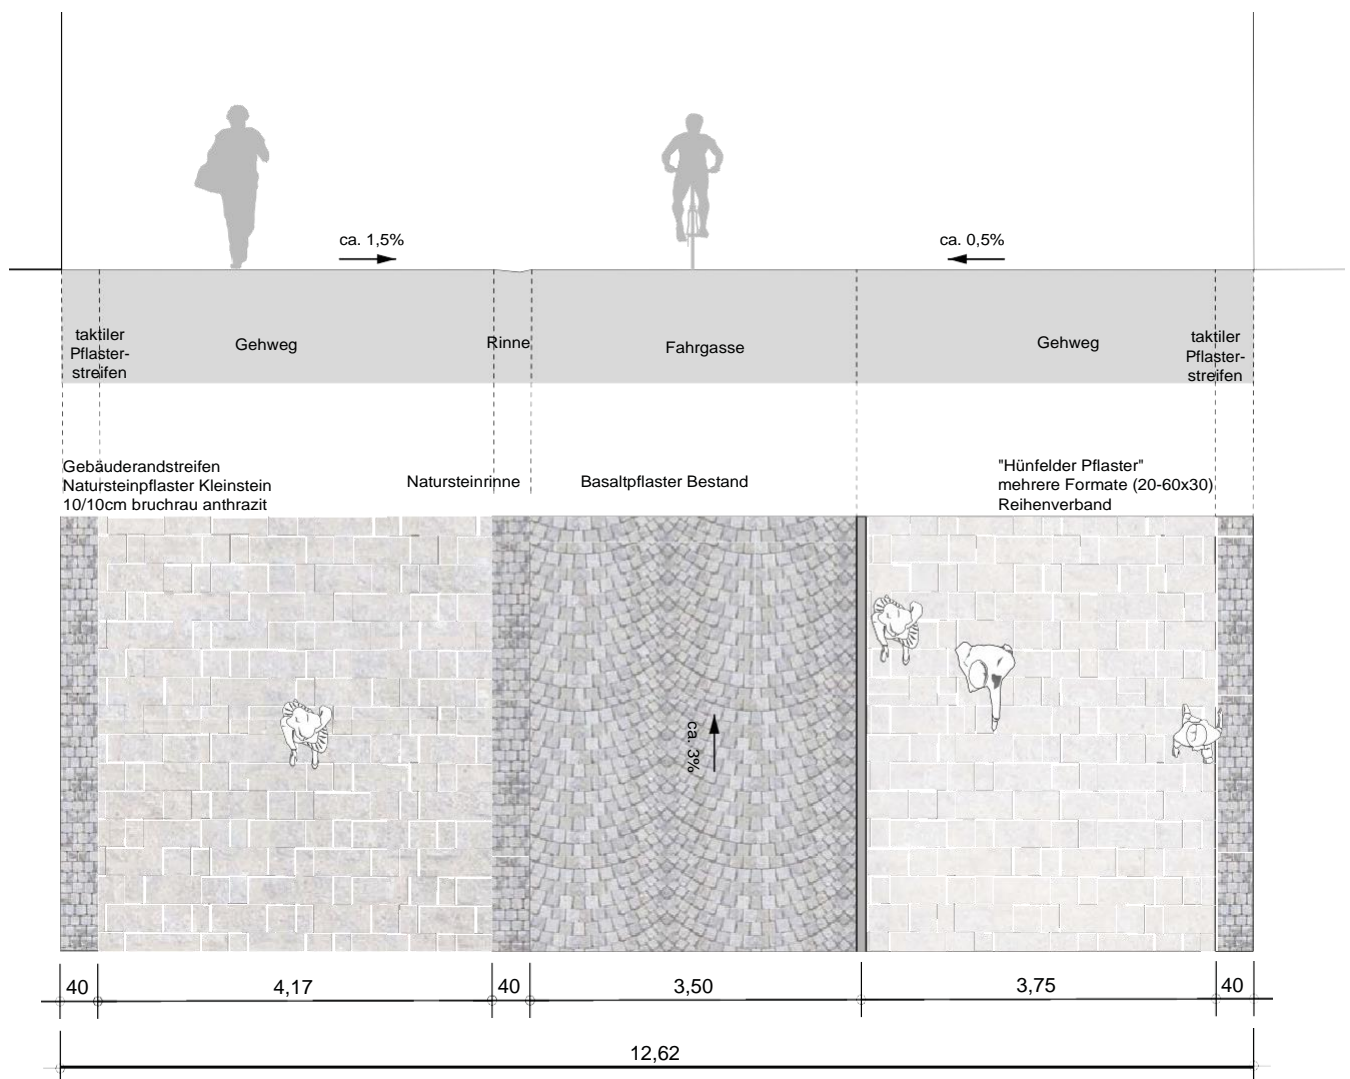 ca. 1,5%
ca. 0,5%
taktiler
Pflaster-
streifen
Gehweg
Rinne
Fahrgasse
Gehweg
taktiler
Pflaster-
streifen
Gebäuderandstreifen
Natursteinpflaster Kleinstein
10/10cm bruchrau anthrazit
Natursteinrinne
Basaltpflaster Bestand
"Hünfelder Pflaster"
mehrere Formate (20-60x30)
Reihenverband
ca. 3%
40
4,17
40
3,50
3,75
40
12,62